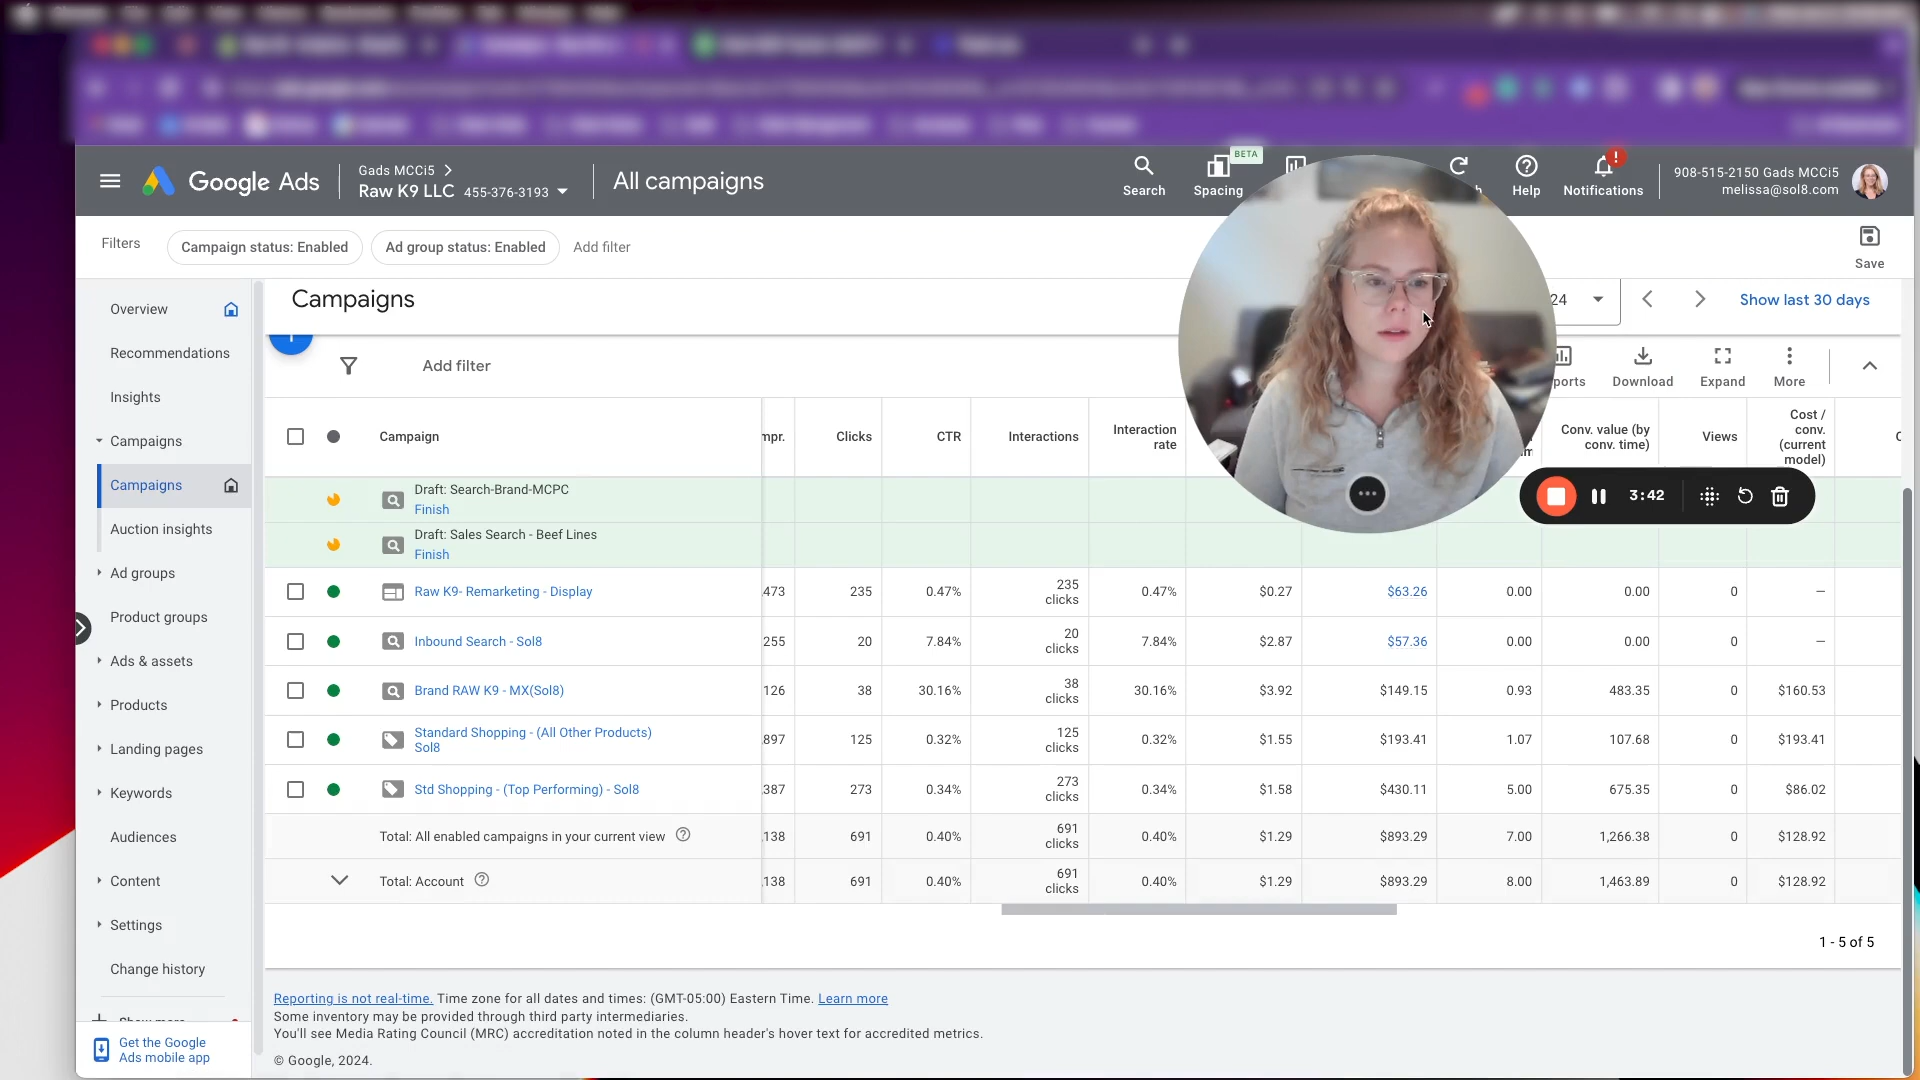 Google Ads
Gads MCCi5
Raw K9 LLC 455-376-3193
All campaigns
Search
BETA
Spacing
Help
!
Notifications
908-515-2150 Gads MCCi5
melissa@sol8.com
Filters
Campaign status: Enabled
Ad group status: Enabled
Add filter
Save
Overview
Recommendations
Insights
Campaigns
Campaigns
Auction insights
Ad groups
Product groups
Ads & assets
Products
Landing pages
Keywords
Audiences
Content
Settings
Change history
Get the Google
Ads mobile app
Campaigns
24
Show last 30 days
Add filter
ports
Download
Expand
More
3:42
Campaign
mpr.
Clicks
CTR
Interactions
Interaction
rate
Conv. value (by
conv. time)
Views
Cost /
conv.
(current
model)
Draft: Search-Brand-MCPC
Finish
Draft: Sales Search - Beef Lines
Finish
Raw K9- Remarketing - Display
,473 235 0.47% 235 clicks 0.47% $0.27 $63.26 0.00 0.00 0 –
Inbound Search - Sol8
255 20 7.84% 20 clicks 7.84% $2.87 $57.36 0.00 0.00 0 –
Brand RAW K9 - MX(Sol8)
126 38 30.16% 38 clicks 30.16% $3.92 $149.15 0.93 483.35 0 $160.53
Standard Shopping - (All Other Products)
Sol8
,897 125 0.32% 125 clicks 0.32% $1.55 $193.41 1.07 107.68 0 $193.41
Std Shopping - (Top Performing) - Sol8
,387 273 0.34% 273 clicks 0.34% $1.58 $430.11 5.00 675.35 0 $86.02
Total: All enabled campaigns in your current view
,138 691 0.40% 691 clicks 0.40% $1.29 $893.29 7.00 1,266.38 0 $128.92
Total: Account
,138 691 0.40% 691 clicks 0.40% $1.29 $893.29 8.00 1,463.89 0 $128.92
1 - 5 of 5
Reporting is not real-time. Time zone for all dates and times: (GMT-05:00) Eastern Time. Learn more
Some inventory may be provided through third party intermediaries.
You'll see Media Rating Council (MRC) accreditation noted in the column header's hover text for accredited metrics.
© Google, 2024.